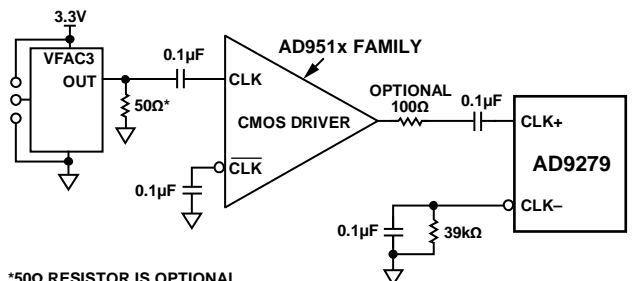 3.3V
VFAC3
OUT
50Ω*
0.1µF
0.1µF
CLK
CLK
AD951x FAMILY
CMOS DRIVER
OPTIONAL
100Ω
0.1µF
CLK+
AD9279
CLK–
0.1µF
39kΩ
*50Ω RESISTOR IS OPTIONAL